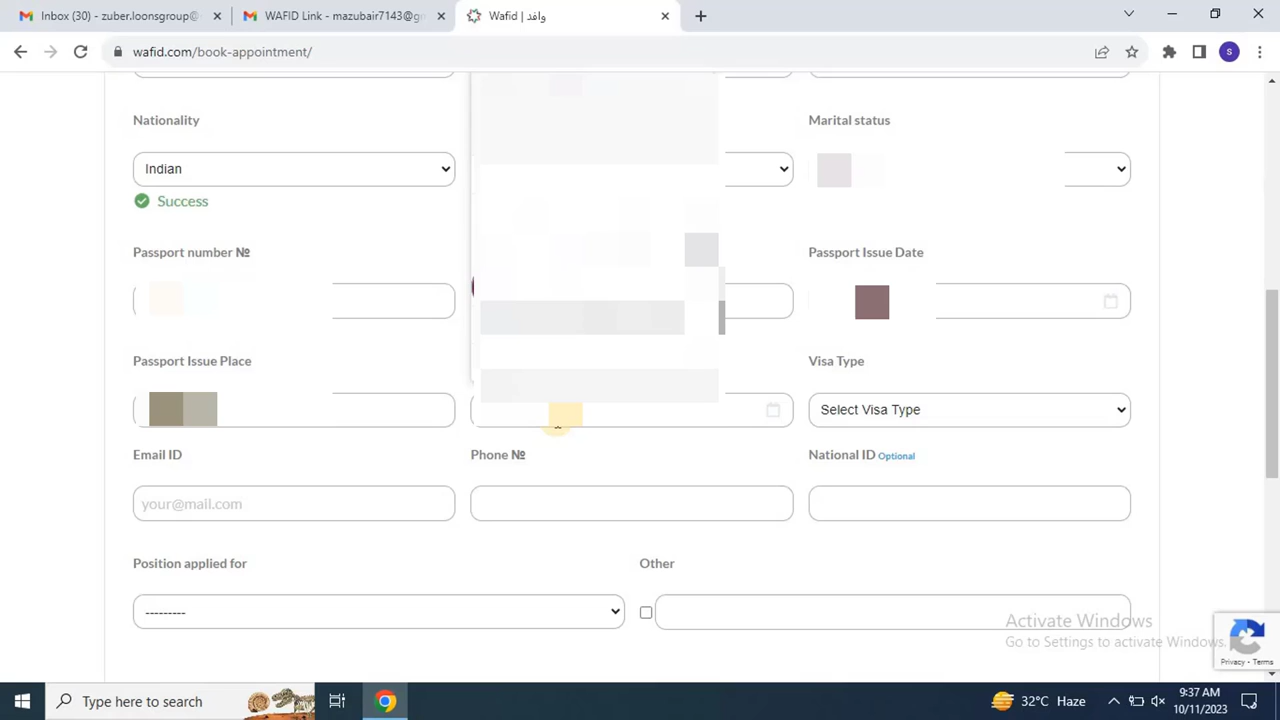 Inbox (30) - zuber.loonsgroup@
WAFID Link - mazubair7143@g
Wafid | وافد
wafid.com/book-appointment/
S
Nationality
Marital status
Indian
Success
Passport number №
Passport Issue Date
Passport Issue Place
Visa Type
Select Visa Type
Email ID
Phone №
National ID Optional
your@mail.com
Position applied for
Other
---------
Activate Windows
Go to Settings to activate Windows.
Privacy - Terms
Type here to search
32°C Haze
9:37 AM
10/11/2023